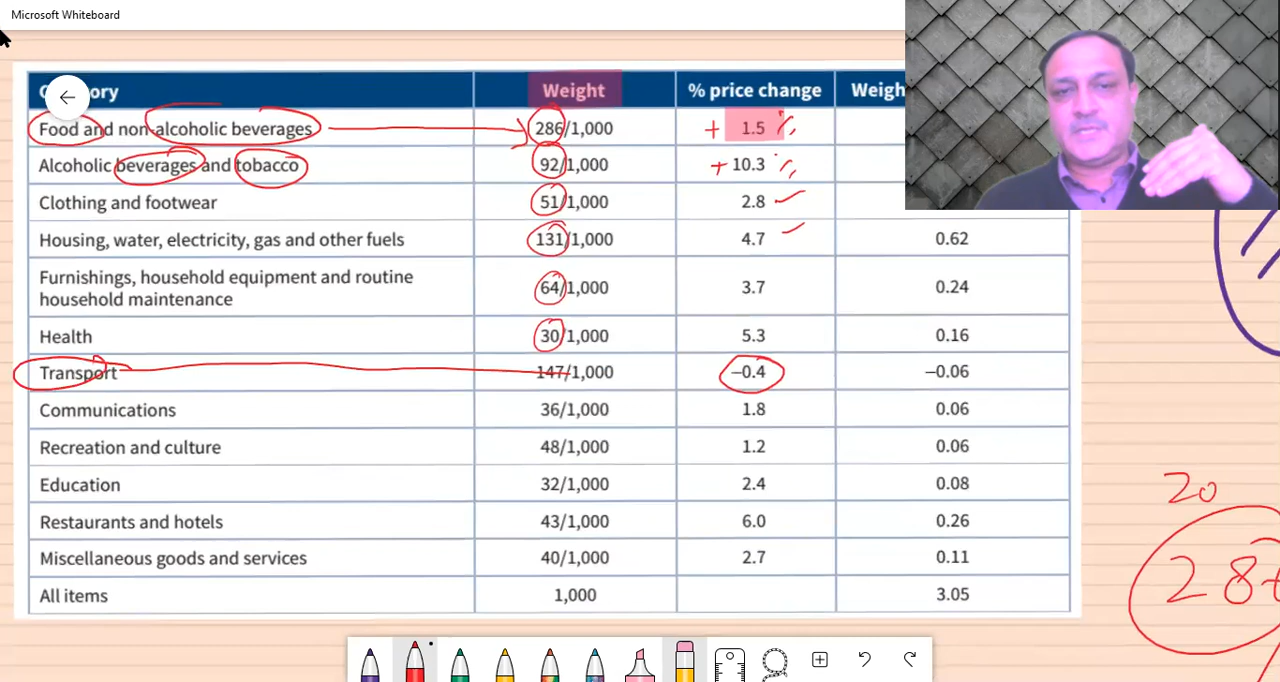 Microsoft Whiteboard
Weight % price change
Food and non-alcoholic beverages 286/1,000 + 1.5 %
Alcoholic beverages and tobacco 92/1,000 + 10.3 %
Clothing and footwear 51/1,000 2.8
Housing, water, electricity, gas and other fuels 131/1,000 4.7 0.62
Furnishings, household equipment and routine
household maintenance 64/1,000 3.7 0.24
Health 30/1,000 5.3 0.16
Transport 147/1,000 –0.4 –0.06
Communications 36/1,000 1.8 0.06
Recreation and culture 48/1,000 1.2 0.06
Education 32/1,000 2.4 0.08
20
Restaurants and hotels 43/1,000 6.0 0.26
Miscellaneous goods and services 40/1,000 2.7 0.11
28
All items 1,000 3.05